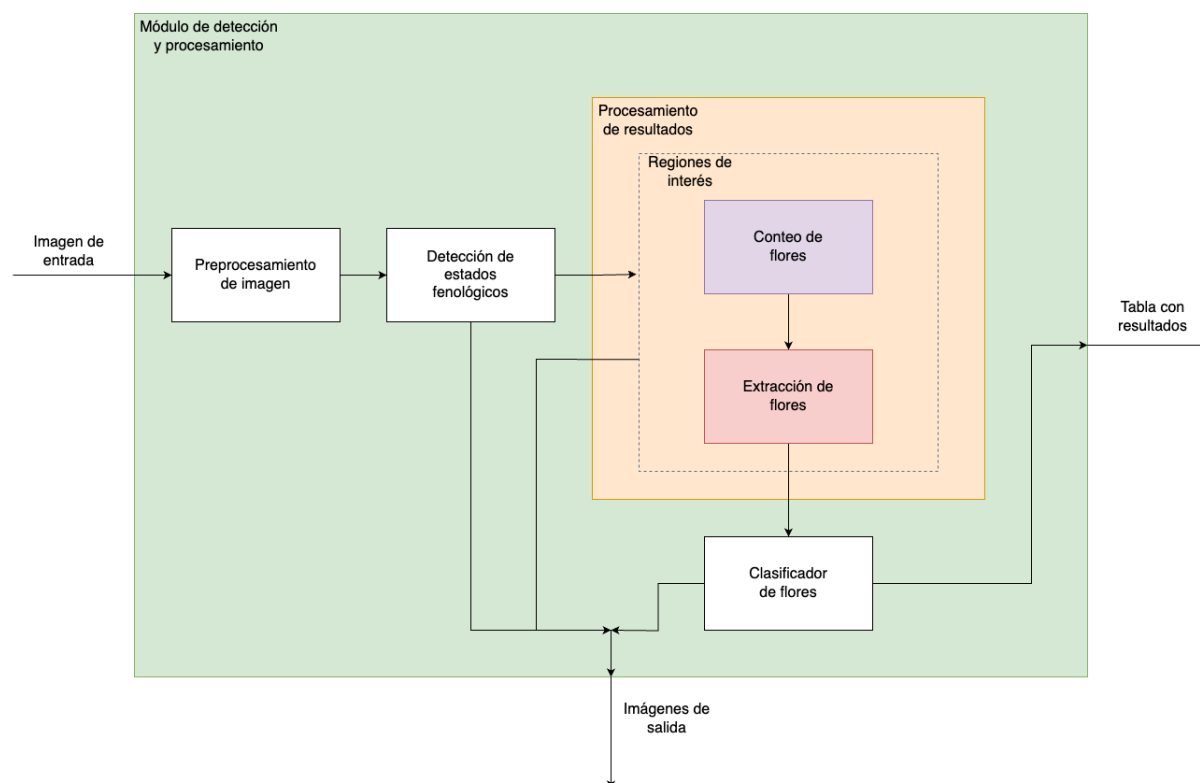 Módulo de detección
y procesamiento
Procesamiento
de resultados
Regiones de
interés
Conteo de
flores
Imagen de
entrada
Preprocesamiento
de imagen
Detección de
estados
fenológicos
Tabla con
resultados
Extracción de
flores
Clasificador
de flores
Imágenes de
salida